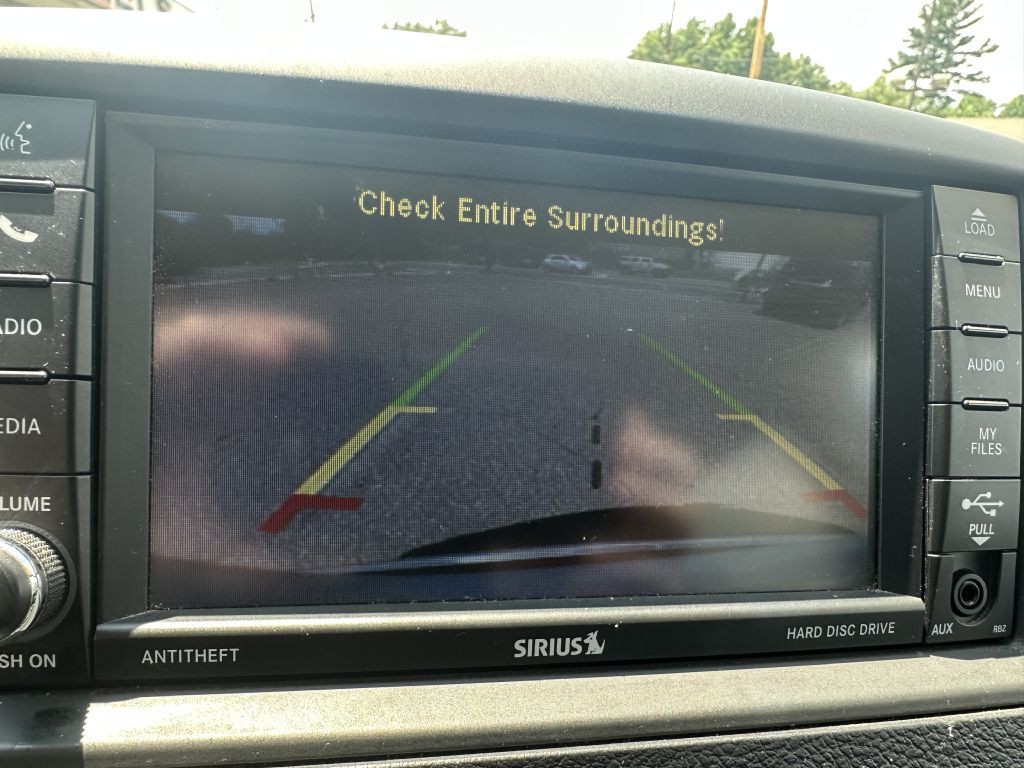 Check Entire Surroundings!
ADIO
EDIA
LUME
SH ON
LOAD
MENU
AUDIO
MY
FILES
PULL
AUX
RBZ
ANTITHEFT
SIRIUS
HARD DISC DRIVE